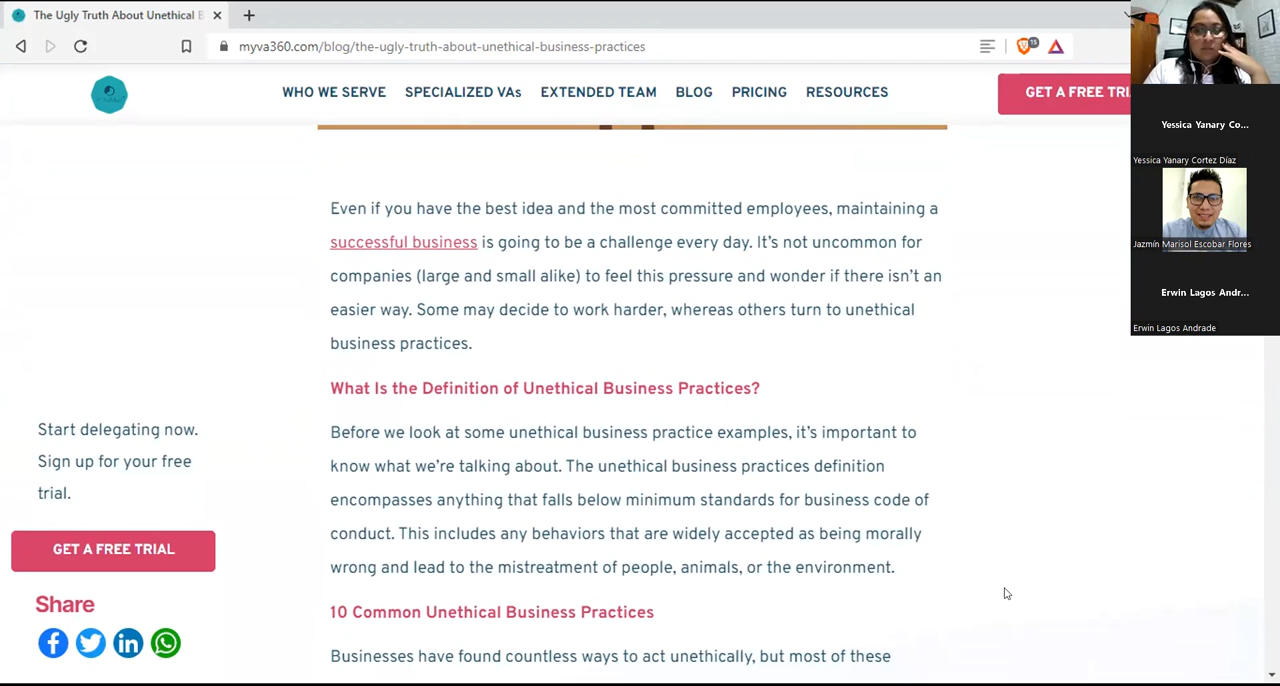 The Ugly Truth About Unethical B
myva360.com/blog/the-ugly-truth-about-unethical-business-practices
15
WHO WE SERVE SPECIALIZED VAs EXTENDED TEAM BLOG PRICING RESOURCES
GET A FREE TRI
Even if you have the best idea and the most committed employees, maintaining a
successful business is going to be a challenge every day. It's not uncommon for
companies (large and small alike) to feel this pressure and wonder if there isn't an
easier way. Some may decide to work harder, whereas others turn to unethical
business practices.
What Is the Definition of Unethical Business Practices?
Before we look at some unethical business practice examples, it's important to
know what we're talking about. The unethical business practices definition
encompasses anything that falls below minimum standards for business code of
conduct. This includes any behaviors that are widely accepted as being morally
wrong and lead to the mistreatment of people, animals, or the environment.
10 Common Unethical Business Practices
Businesses have found countless ways to act unethically, but most of these
Start delegating now.
Sign up for your free
trial.
GET A FREE TRIAL
Share
Yessica Yanary Co...
Yessica Yanary Cortez Díaz
Jazmín Marisol Escobar Flores
Erwin Lagos Andr...
Erwin Lagos Andrade